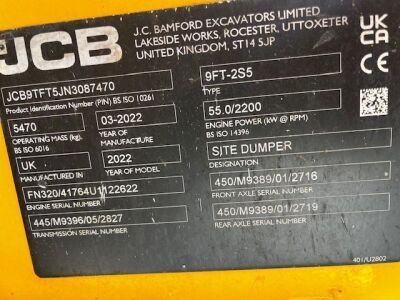 JCB
J.C. BAMFORD EXCAVATORS LIMITED
LAKESIDE WORKS, ROCESTER, UTTOXETER
UNITED KINGDOM, ST14 5JP
UK
CA
JCB9TFT5JN3087470
Product Identification Number (PIN) BS ISO 10261
9FT-2S5
TYPE
5470
OPERATING MASS (kg),
BS ISO 6016
03-2022
YEAR OF
MANUFACTURE
55.0/2200
ENGINE POWER (kW @ RPM)
BS ISO 14396
UK
MANUFACTURED IN
2022
YEAR OF MODEL
SITE DUMPER
DESIGNATION
FN320/41764U1122622
ENGINE SERIAL NUMBER
450/M9389/01/2716
FRONT AXLE SERIAL NUMBER
445/M9396/05/2827
TRANSMISSION SERIAL NUMBER
450/M9389/01/2719
REAR AXLE SERIAL NUMBER
401/U2802